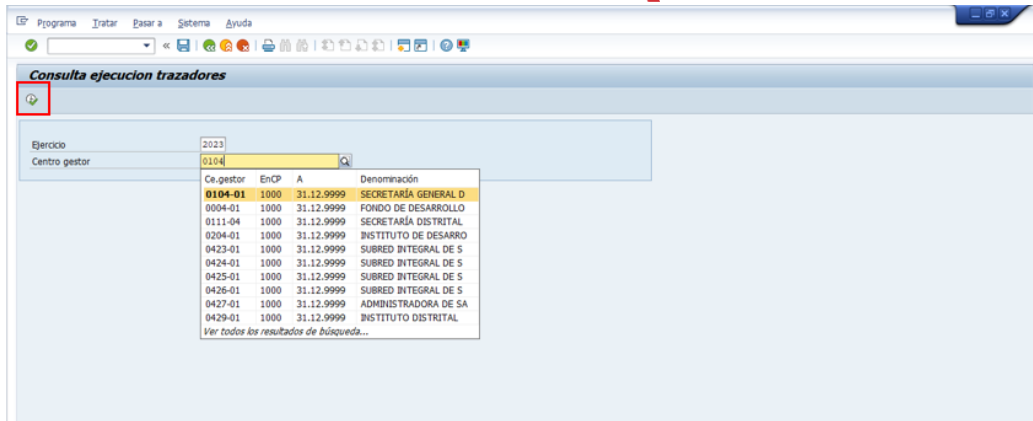 Programa Tratar Pasar a Sistema Ayuda
Consulta ejecucion trazadores
Ejercicio 2023
Centro gestor 0104
Ce.gestor EnCP A Denominación
0104-01 1000 31.12.9999 SECRETARÍA GENERAL D
0004-01 1000 31.12.9999 FONDO DE DESARROLLO
0111-04 1000 31.12.9999 SECRETARÍA DISTRITAL
0204-01 1000 31.12.9999 INSTITUTO DE DESARRO
0423-01 1000 31.12.9999 SUBRED INTEGRAL DE S
0424-01 1000 31.12.9999 SUBRED INTEGRAL DE S
0425-01 1000 31.12.9999 SUBRED INTEGRAL DE S
0426-01 1000 31.12.9999 SUBRED INTEGRAL DE S
0427-01 1000 31.12.9999 ADMINISTRADORA DE SA
0429-01 1000 31.12.9999 INSTITUTO DISTRITAL
Ver todos los resultados de búsqueda...